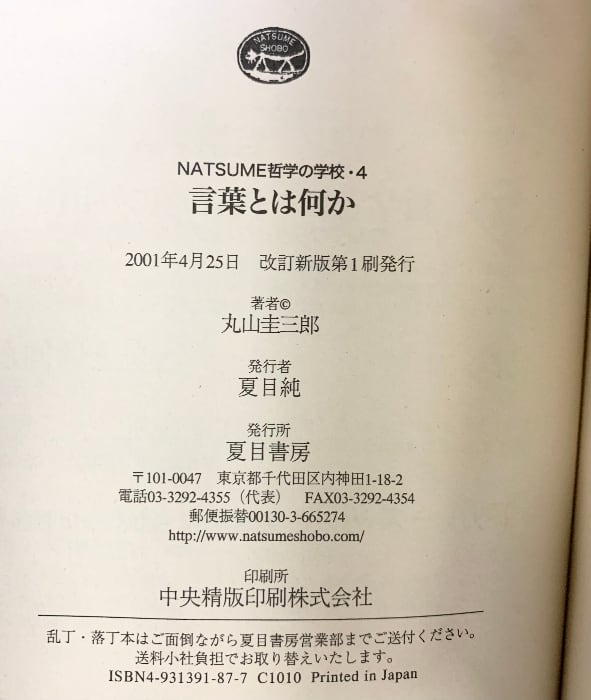 NATSUME
SHOBO
NATSUME哲学の学校・4
言葉とは何か
2001年4月25日　改訂新版第1刷発行
著者©
丸山圭三郎
発行者
夏目純
発行所
夏目書房
〒101-0047　東京都千代田区内神田1-18-2
電話03-3292-4355（代表）　FAX03-3292-4354
郵便振替00130-3-665274
http://www.natsumeshobo.com/
印刷所
中央精版印刷株式会社
乱丁・落丁本はご面倒ながら夏目書房営業部までご送付ください。
送料小社負担でお取り替えいたします。
ISBN4-931391-87-7 C1010 Printed in Japan